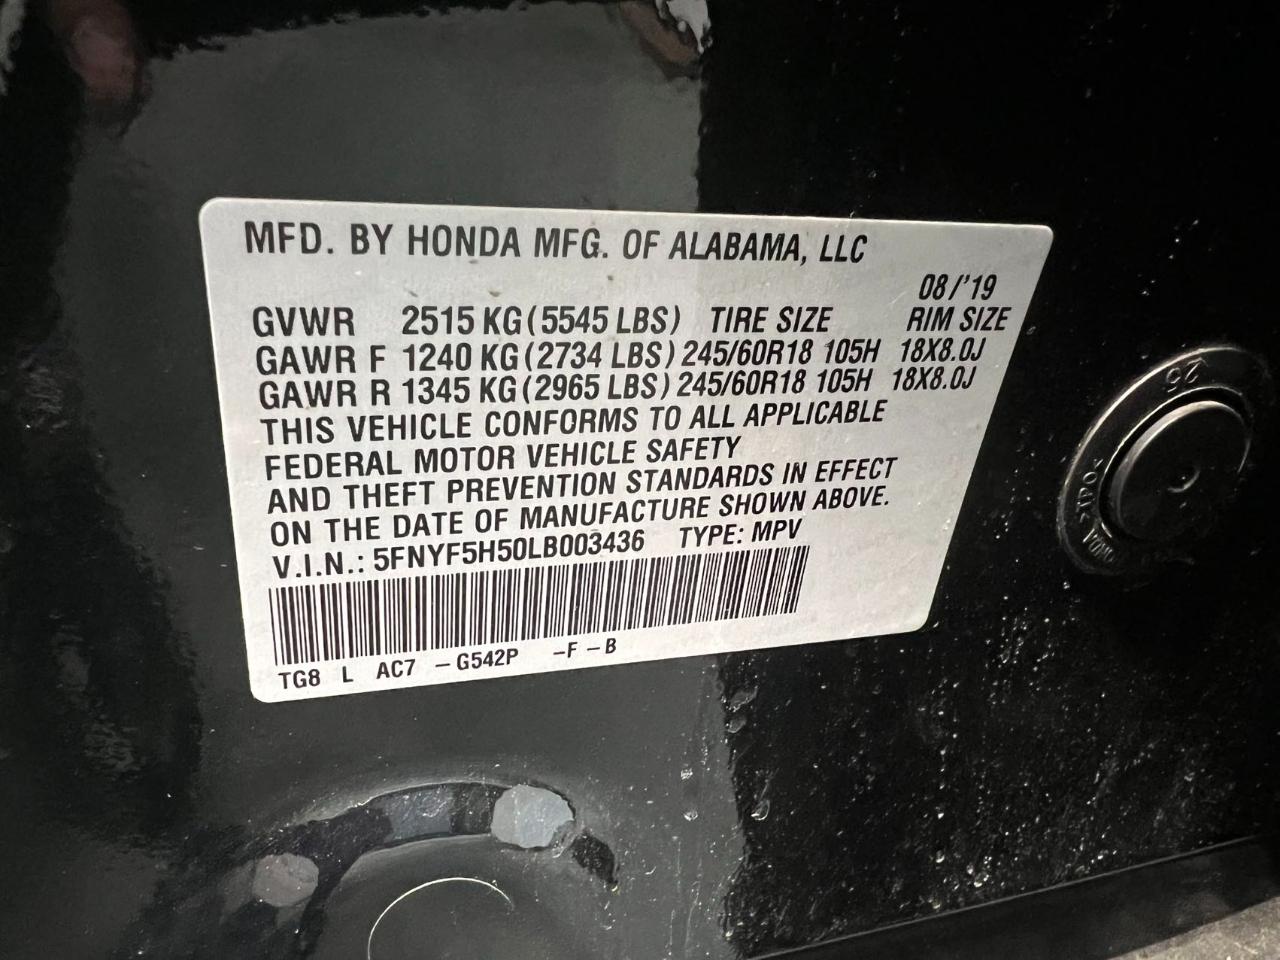 MFD. BY HONDA MFG. OF ALABAMA, LLC
08/'19
GVWR 2515 KG (5545 LBS) TIRE SIZE RIM SIZE
GAWR F 1240 KG (2734 LBS) 245/60R18 105H 18X8.0J
GAWR R 1345 KG (2965 LBS) 245/60R18 105H 18X8.0J
THIS VEHICLE CONFORMS TO ALL APPLICABLE
FEDERAL MOTOR VEHICLE SAFETY
AND THEFT PREVENTION STANDARDS IN EFFECT
ON THE DATE OF MANUFACTURE SHOWN ABOVE.
V.I.N.: 5FNYF5H50LB003436 TYPE: MPV
TG8 L AC7 – G542P – F – B
25